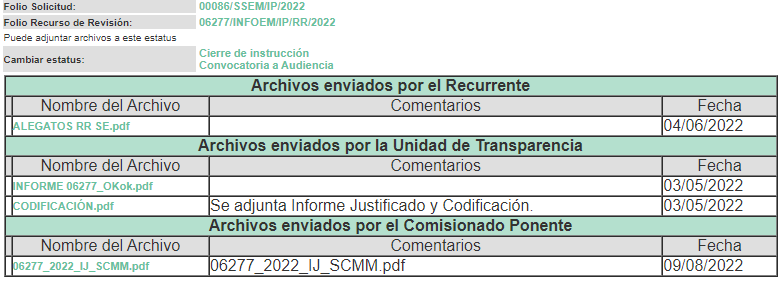 Folio Solicitud: 00086/SSEM/IP/2022
Folio Recurso de Revisión: 06277/INFOEM/IP/RR/2022
Puede adjuntar archivos a este estatus
Cambiar estatus: Cierre de instrucción
Convocatoria a Audiencia
Archivos enviados por el Recurrente
Nombre del Archivo Comentarios Fecha
ALEGATOS RR SE.pdf 04/06/2022
Archivos enviados por la Unidad de Transparencia
Nombre del Archivo Comentarios Fecha
INFORME 06277_OKok.pdf 03/05/2022
CODIFICACIÓN.pdf Se adjunta Informe Justificado y Codificación. 03/05/2022
Archivos enviados por el Comisionado Ponente
Nombre del Archivo Comentarios Fecha
06277_2022_IJ_SCMM.pdf 06277_2022_IJ_SCMM.pdf 09/08/2022